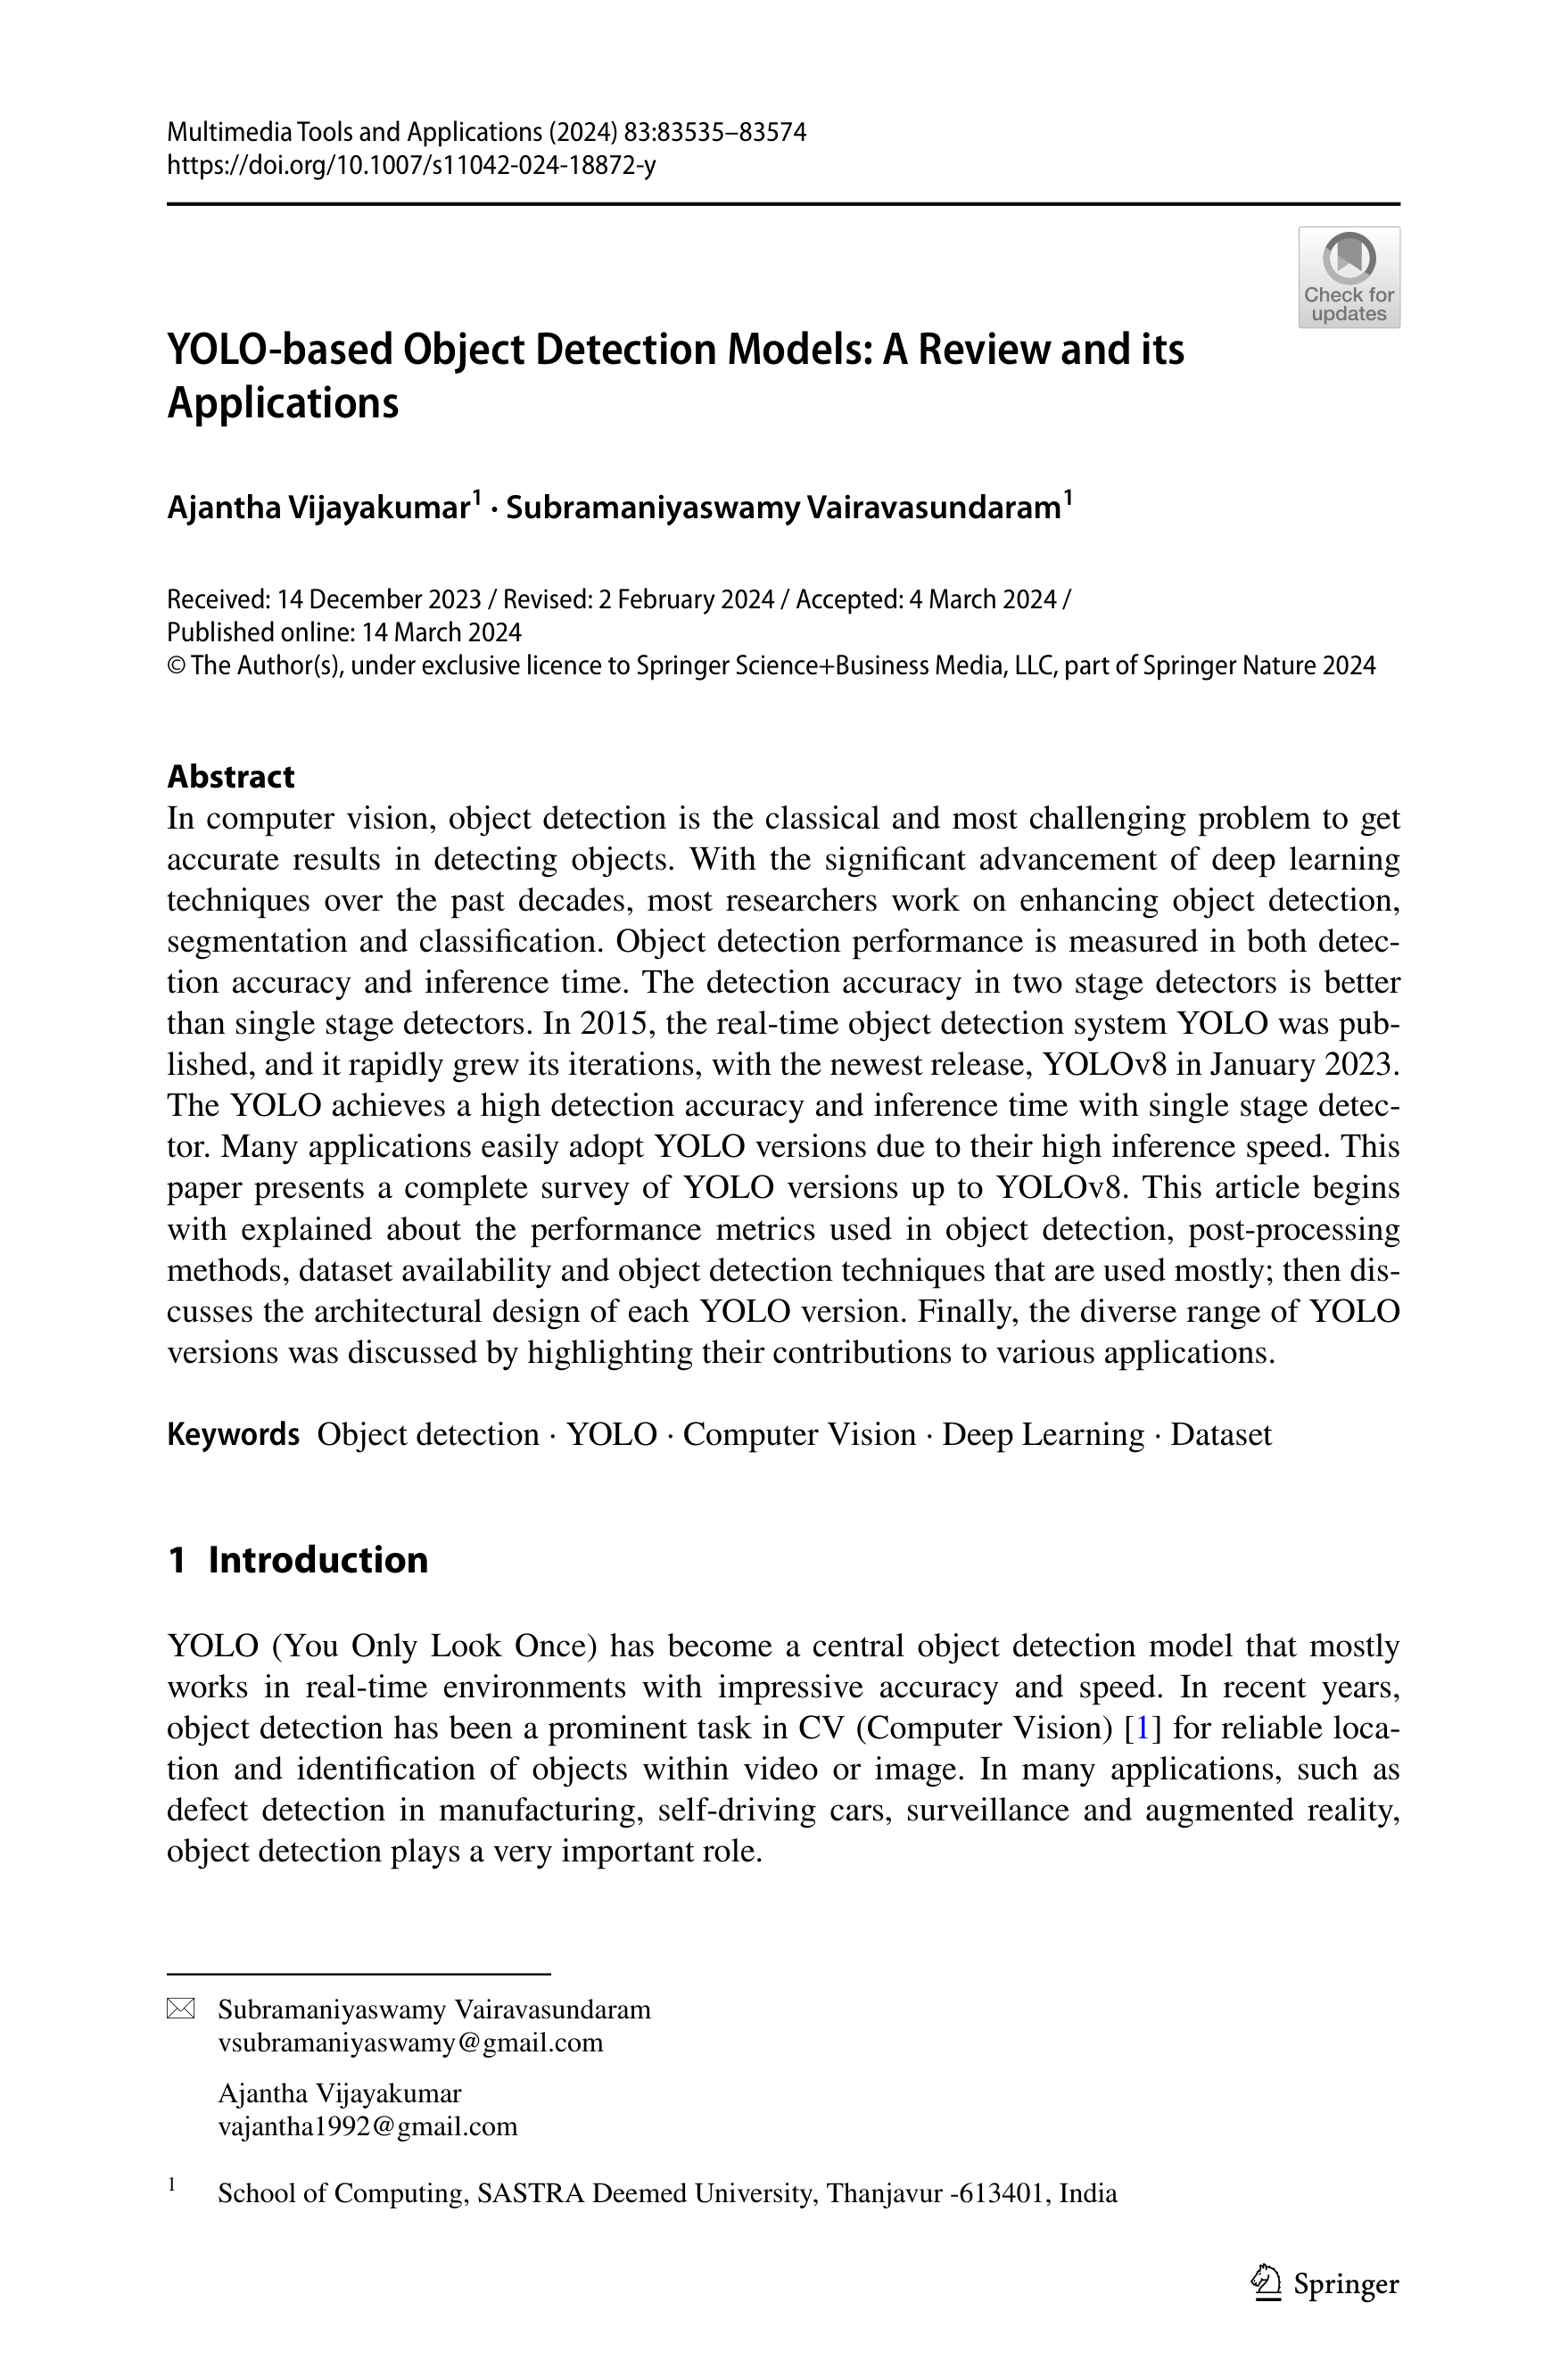 Multimedia Tools and Applications (2024) 83:83535–83574
https://doi.org/10.1007/s11042-024-18872-y
Check for
updates
YOLO-based Object Detection Models: A Review and its
Applications
Ajantha Vijayakumar1 · Subramaniyaswamy Vairavasundaram1
Received: 14 December 2023 / Revised: 2 February 2024 / Accepted: 4 March 2024 /
Published online: 14 March 2024
© The Author(s), under exclusive licence to Springer Science+Business Media, LLC, part of Springer Nature 2024
Abstract
In computer vision, object detection is the classical and most challenging problem to get
accurate results in detecting objects. With the significant advancement of deep learning
techniques over the past decades, most researchers work on enhancing object detection,
segmentation and classification. Object detection performance is measured in both detec-
tion accuracy and inference time. The detection accuracy in two stage detectors is better
than single stage detectors. In 2015, the real-time object detection system YOLO was pub-
lished, and it rapidly grew its iterations, with the newest release, YOLOv8 in January 2023.
The YOLO achieves a high detection accuracy and inference time with single stage detec-
tor. Many applications easily adopt YOLO versions due to their high inference speed. This
paper presents a complete survey of YOLO versions up to YOLOv8. This article begins
with explained about the performance metrics used in object detection, post-processing
methods, dataset availability and object detection techniques that are used mostly; then dis-
cusses the architectural design of each YOLO version. Finally, the diverse range of YOLO
versions was discussed by highlighting their contributions to various applications.
Keywords Object detection · YOLO · Computer Vision · Deep Learning · Dataset
1 Introduction
YOLO (You Only Look Once) has become a central object detection model that mostly
works in real-time environments with impressive accuracy and speed. In recent years,
object detection has been a prominent task in CV (Computer Vision) [1] for reliable loca-
tion and identification of objects within video or image. In many applications, such as
defect detection in manufacturing, self-driving cars, surveillance and augmented reality,
object detection plays a very important role.
Subramaniyaswamy Vairavasundaram
vsubramaniyaswamy@gmail.com
Ajantha Vijayakumar
vajantha1992@gmail.com
1 School of Computing, SASTRA Deemed University, Thanjavur -613401, India
Springer